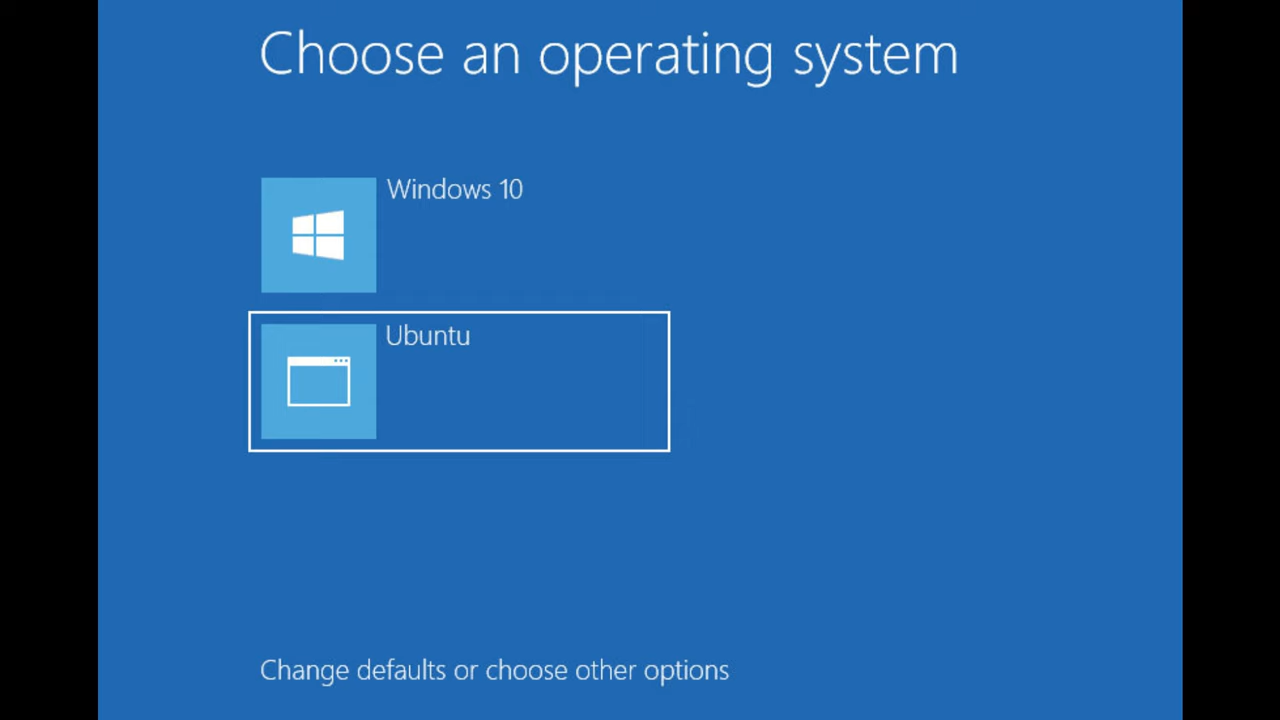 Choose an operating system
Windows 10
Ubuntu
Change defaults or choose other options